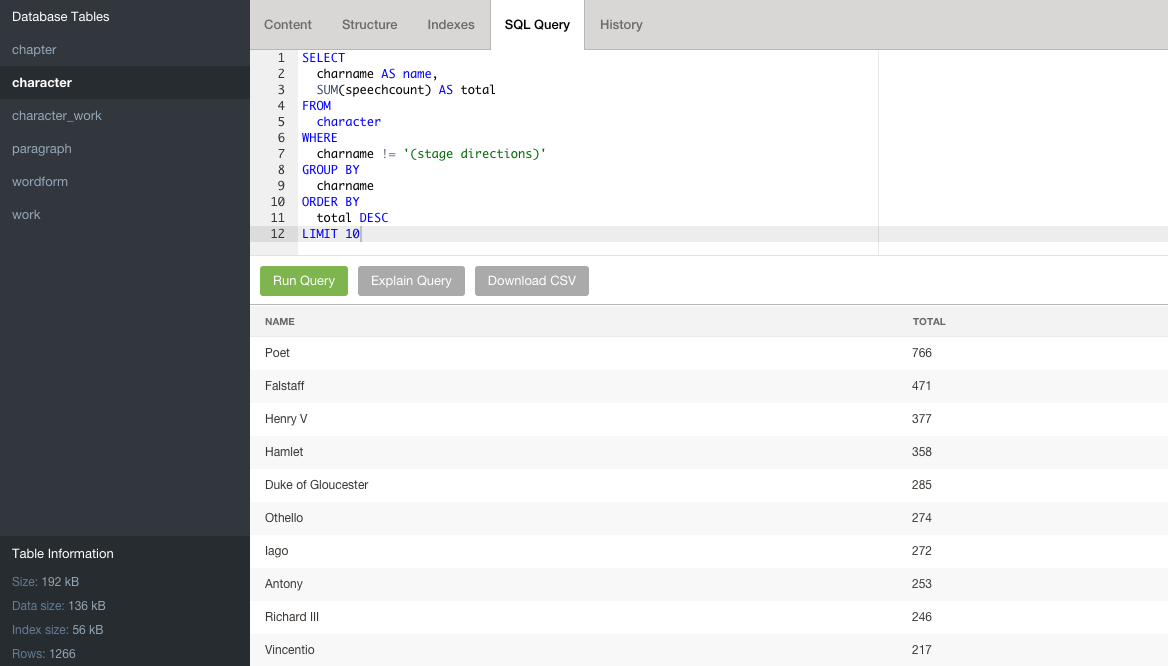 Database Tables
chapter
character
character_work
paragraph
wordform
work
Table Information
Size: 192 kB
Data size: 136 kB
Index size: 56 kB
Rows: 1266
Content Structure Indexes SQL Query History
1 SELECT
2 charname AS name,
3 SUM(speechcount) AS total
4 FROM
5 character
6 WHERE
7 charname != '(stage directions)'
8 GROUP BY
9 charname
10 ORDER BY
11 total DESC
12 LIMIT 10
Run Query Explain Query Download CSV
NAME TOTAL
Poet 766
Falstaff 471
Henry V 377
Hamlet 358
Duke of Gloucester 285
Othello 274
Iago 272
Antony 253
Richard III 246
Vincentio 217